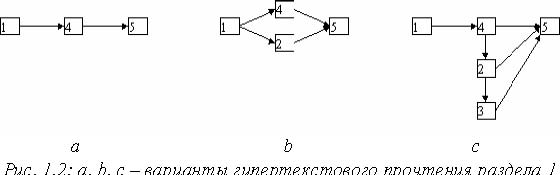 1 4 5 1 4 5 1 4 5
2 2
3
a b c
Рис. 1.2: a, b, c – варианты гипертекстового прочтения раздела 1